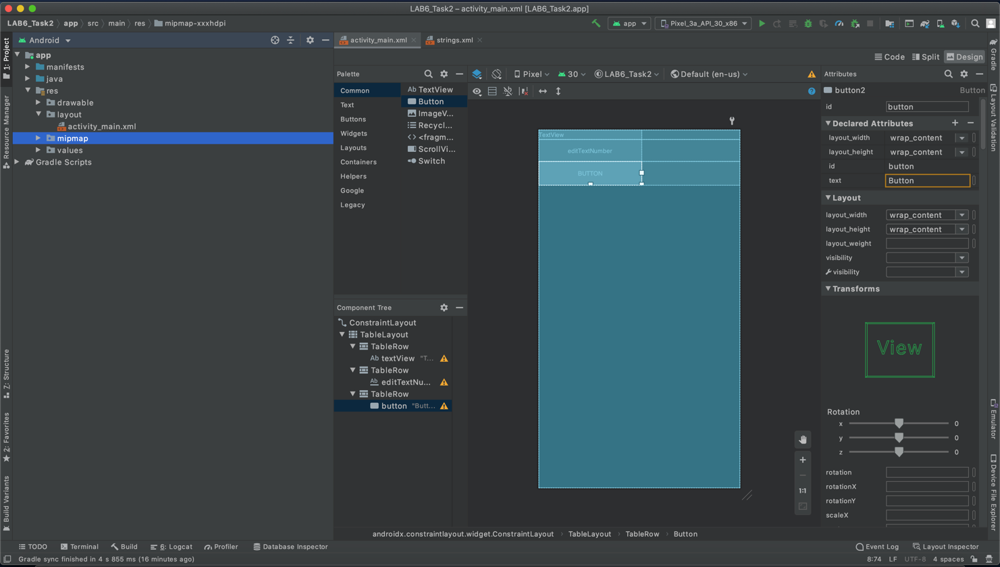 LAB6_Task2 – activity_main.xml [LAB6_Task2.app]
LAB6_Task2 app src main res mipmap-xxxhdpi
app Pixel_3a_API_30_x86
1: Project
Resource Manager
Z: Structure
2: Favorites
Build Variants
Android
app
manifests
java
res
drawable
layout
activity_main.xml
mipmap
values
Gradle Scripts
activity_main.xml strings.xml
Code Split Design
Palette
Common
Text
Buttons
Widgets
Layouts
Containers
Helpers
Google
Legacy
Ab TextView
Button
ImageV...
Recycl...
<fragm...
ScrollVi...
Switch
Component Tree
ConstraintLayout
TableLayout
TableRow
Ab textView "T...
TableRow
Ab editTextNu...
TableRow
button "Butt...
Pixel 30 LAB6_Task2 Default (en-us)
TextView
editTextNumber
BUTTON
1:1
Attributes
button2 Button
id button
Declared Attributes
layout_width wrap_content
layout_height wrap_content
id button
text Button
Layout
layout_width wrap_content
layout_height wrap_content
layout_weight
visibility
visibility
Transforms
View
Rotation
x 0
y 0
z 0
rotation
rotationX
rotationY
scaleX
Gradle
Layout Validation
Emulator
Device File Explorer
androidx.constraintlayout.widget.ConstraintLayout TableLayout TableRow Button
TODO Terminal Build 6: Logcat Profiler Database Inspector Event Log Layout Inspector
Gradle sync finished in 4 s 855 ms (16 minutes ago) 8:74 LF UTF-8 4 spaces